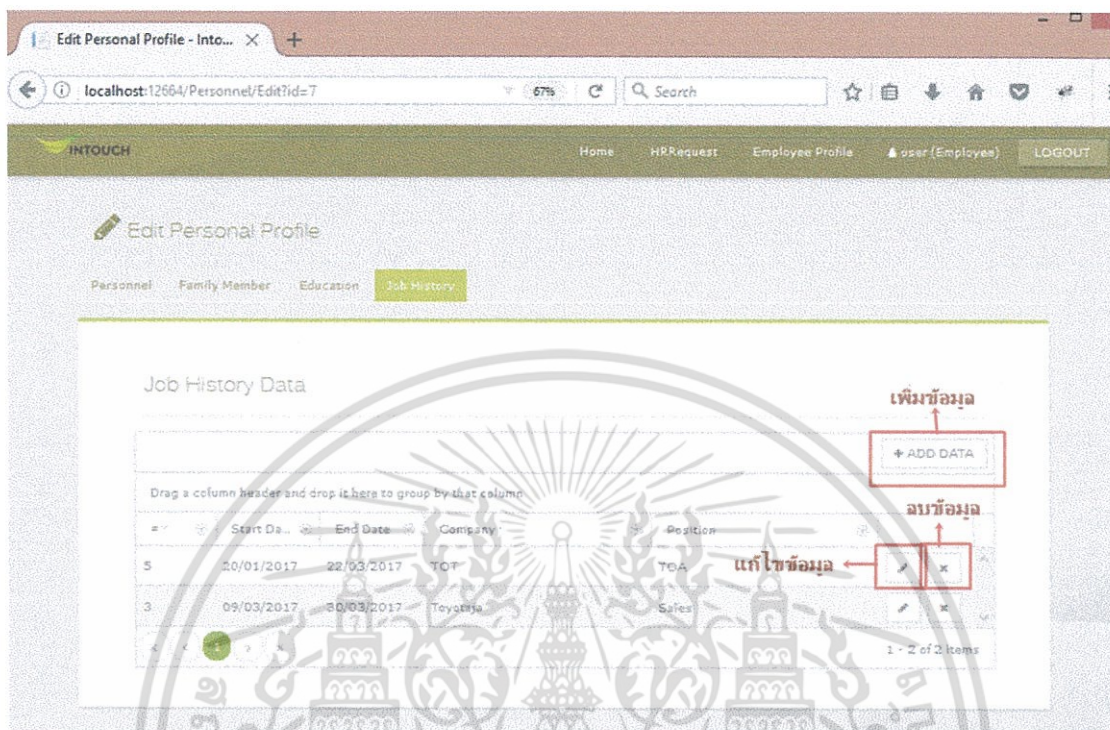 Edit Personal Profile - Into...
localhost:12664/Personnel/Edit?id=7 67% Search
INTOUCH Home HRRequest Employee Profile user (Employee) LOGOUT
Edit Personal Profile
Personnel Family Member Education Job History
Job History Data
เพิ่มข้อมูล
+ ADD DATA
Drag a column header and drop it here to group by that column
ลบข้อมูล
# Start Da... End Date Company Position
แก้ไขข้อมูล
5 20/01/2017 22/03/2017 TOT TOA
3 09/03/2017 30/03/2017 Toyotaja Sales
1 1 - 2 of 2 items